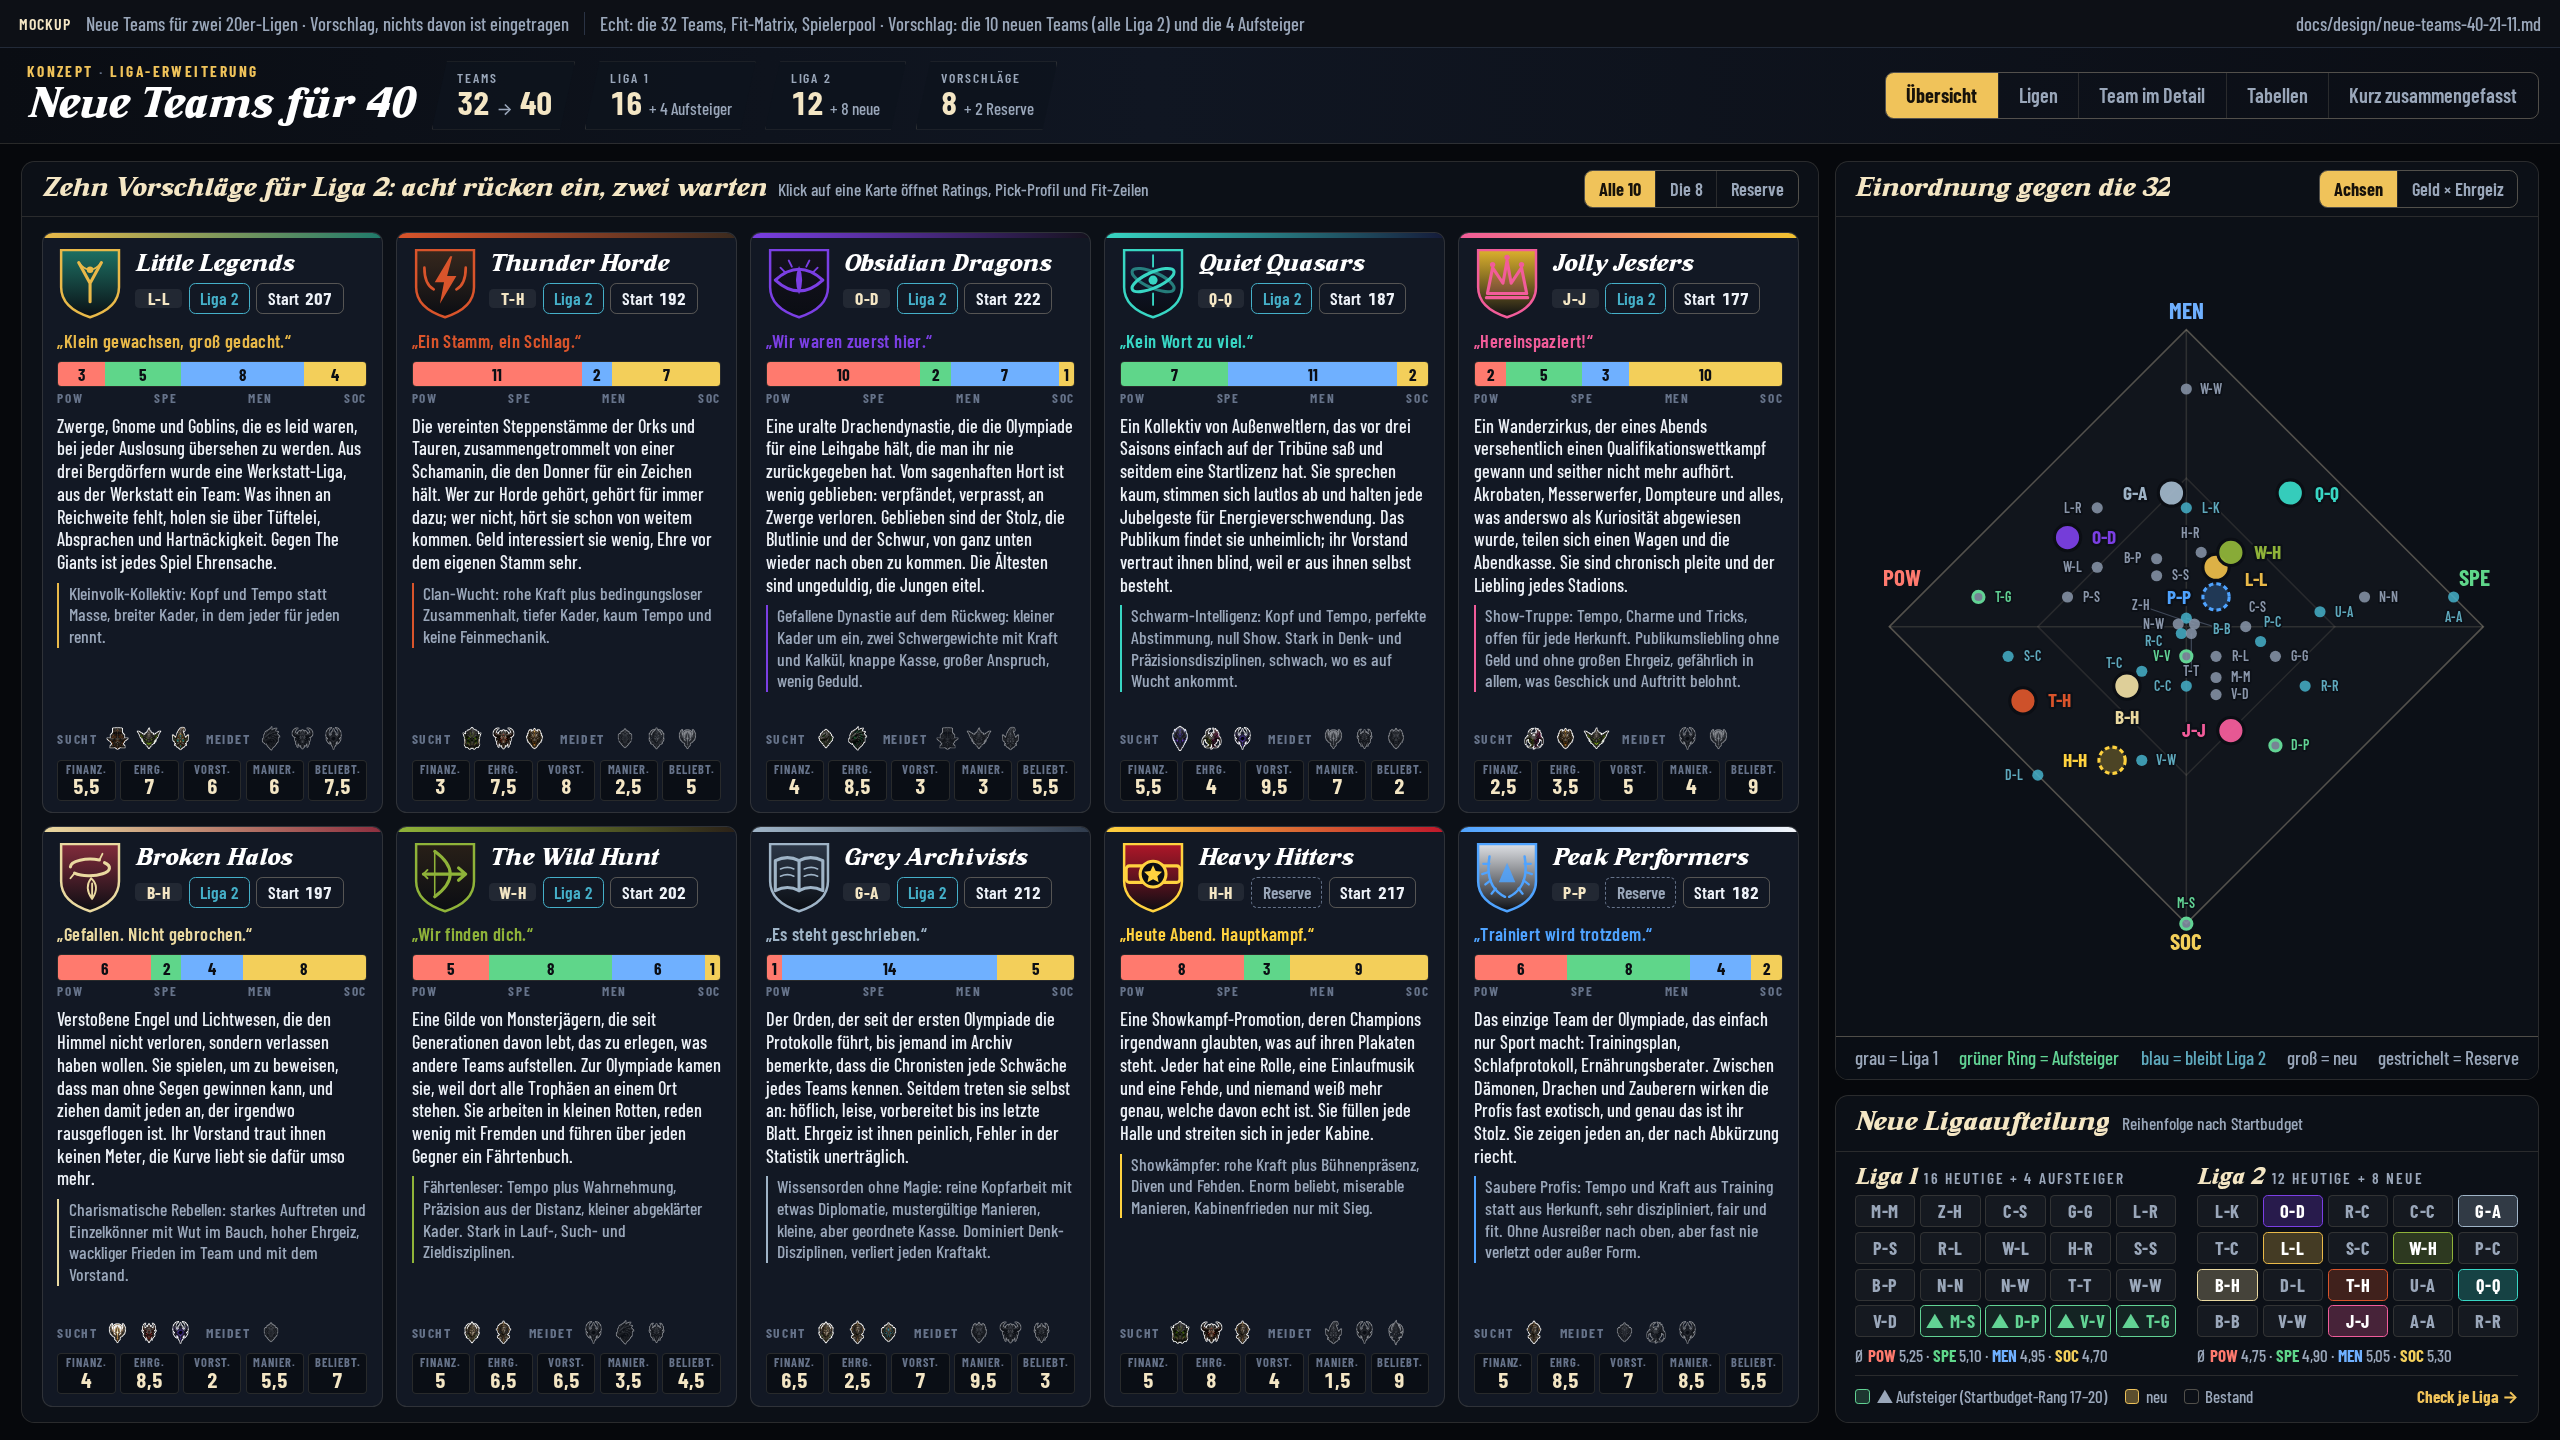 MOCKUP Neue Teams für zwei 20er-Ligen · Vorschlag, nichts davon ist eingetragen Echt: die 32 Teams, Fit-Matrix, Spielerpool · Vorschlag: die 10 neuen Teams (alle Liga 2) und die 4 Aufsteiger docs/design/neue-teams-40-21-11.md
KONZEPT · LIGA-ERWEITERUNG
Neue Teams für 40
TEAMS
32 → 40
LIGA 1
16 + 4 Aufsteiger
LIGA 2
12 + 8 neue
VORSCHLÄGE
8 + 2 Reserve
Übersicht Ligen Team im Detail Tabellen Kurz zusammengefasst
Zehn Vorschläge für Liga 2: acht rücken ein, zwei warten Klick auf eine Karte öffnet Ratings, Pick-Profil und Fit-Zeilen
Alle 10 Die 8 Reserve
Little Legends
L-L Liga 2 Start 207
„Klein gewachsen, groß gedacht.“
3 5 8 4
POW SPE MEN SOC
Zwerge, Gnome und Goblins, die es leid waren,
bei jeder Auslosung übersehen zu werden. Aus
drei Bergdörfern wurde eine Werkstatt-Liga,
aus der Werkstatt ein Team: Was ihnen an
Reichweite fehlt, holen sie über Tüftelei,
Absprachen und Hartnäckigkeit. Gegen The
Giants ist jedes Spiel Ehrensache.
Kleinvolk-Kollektiv: Kopf und Tempo statt
Masse, breiter Kader, in dem jeder für jeden
rennt.
SUCHT MEIDET
FINANZ. EHRG. VORST. MANIER. BELIEBT.
5,5 7 6 6 7,5
Thunder Horde
T-H Liga 2 Start 192
„Ein Stamm, ein Schlag.“
11 2 7
POW SPE MEN SOC
Die vereinten Steppenstämme der Orks und
Tauren, zusammengetrommelt von einer
Schamanin, die den Donner für ein Zeichen
hält. Wer zur Horde gehört, gehört für immer
dazu; wer nicht, hört sie schon von weitem
kommen. Geld interessiert sie wenig, Ehre vor
dem eigenen Stamm sehr.
Clan-Wucht: rohe Kraft plus bedingungsloser
Zusammenhalt, tiefer Kader, kaum Tempo und
keine Feinmechanik.
SUCHT MEIDET
FINANZ. EHRG. VORST. MANIER. BELIEBT.
3 7,5 8 2,5 5
Obsidian Dragons
O-D Liga 2 Start 222
„Wir waren zuerst hier.“
10 2 7 1
POW SPE MEN SOC
Eine uralte Drachendynastie, die die Olympiade
für eine Leihgabe hält, die man ihr nie
zurückgegeben hat. Vom sagenhaften Hort ist
wenig geblieben: verpfändet, verprasst, an
Zwerge verloren. Geblieben sind der Stolz, die
Blutlinie und der Schwur, von ganz unten
wieder nach oben zu kommen. Die Ältesten
sind ungeduldig, die Jungen eitel.
Gefallene Dynastie auf dem Rückweg: kleiner
Kader um ein, zwei Schwergewichte mit Kraft
und Kalkül, knappe Kasse, großer Anspruch,
wenig Geduld.
SUCHT MEIDET
FINANZ. EHRG. VORST. MANIER. BELIEBT.
4 8,5 3 3 5,5
Quiet Quasars
Q-Q Liga 2 Start 187
„Kein Wort zu viel.“
7 11 2
POW SPE MEN SOC
Ein Kollektiv von Außenweltlern, das vor drei
Saisons einfach auf der Tribüne saß und
seitdem eine Startlizenz hat. Sie sprechen
kaum, stimmen sich lautlos ab und halten jede
Jubelgeste für Energieverschwendung. Das
Publikum findet sie unheimlich; ihr Vorstand
vertraut ihnen blind, weil er aus ihnen selbst
besteht.
Schwarm-Intelligenz: Kopf und Tempo, perfekte
Abstimmung, null Show. Stark in Denk- und
Präzisionsdisziplinen, schwach, wo es auf
Wucht ankommt.
SUCHT MEIDET
FINANZ. EHRG. VORST. MANIER. BELIEBT.
5,5 4 9,5 7 2
Jolly Jesters
J-J Liga 2 Start 177
„Hereinspaziert!“
2 5 3 10
POW SPE MEN SOC
Ein Wanderzirkus, der eines Abends
versehentlich einen Qualifikationswettkampf
gewann und seither nicht mehr aufhört.
Akrobaten, Messerwerfer, Dompteure und alles,
was anderswo als Kuriosität abgewiesen
wurde, teilen sich einen Wagen und die
Abendkasse. Sie sind chronisch pleite und der
Liebling jedes Stadions.
Show-Truppe: Tempo, Charme und Tricks,
offen für jede Herkunft. Publikumsliebling ohne
Geld und ohne großen Ehrgeiz, gefährlich in
allem, was Geschick und Auftritt belohnt.
SUCHT MEIDET
FINANZ. EHRG. VORST. MANIER. BELIEBT.
2,5 3,5 5 4 9
Broken Halos
B-H Liga 2 Start 197
„Gefallen. Nicht gebrochen.“
6 2 4 8
POW SPE MEN SOC
Verstoßene Engel und Lichtwesen, die den
Himmel nicht verloren, sondern verlassen
haben wollen. Sie spielen, um zu beweisen,
dass man ohne Segen gewinnen kann, und
ziehen damit jeden an, der irgendwo
rausgeflogen ist. Ihr Vorstand traut ihnen
keinen Meter, die Kurve liebt sie dafür umso
mehr.
Charismatische Rebellen: starkes Auftreten und
Einzelkönner mit Wut im Bauch, hoher Ehrgeiz,
wackliger Frieden im Team und mit dem
Vorstand.
SUCHT MEIDET
FINANZ. EHRG. VORST. MANIER. BELIEBT.
4 8,5 2 5,5 7
The Wild Hunt
W-H Liga 2 Start 202
„Wir finden dich.“
5 8 6 1
POW SPE MEN SOC
Eine Gilde von Monsterjägern, die seit
Generationen davon lebt, das zu erlegen, was
andere Teams aufstellen. Zur Olympiade kamen
sie, weil dort alle Trophäen an einem Ort
stehen. Sie arbeiten in kleinen Rotten, reden
wenig mit Fremden und führen über jeden
Gegner ein Fährtenbuch.
Fährtenleser: Tempo plus Wahrnehmung,
Präzision aus der Distanz, kleiner abgeklärter
Kader. Stark in Lauf-, Such- und
Zieldisziplinen.
SUCHT MEIDET
FINANZ. EHRG. VORST. MANIER. BELIEBT.
5 6,5 6,5 3,5 4,5
Grey Archivists
G-A Liga 2 Start 212
„Es steht geschrieben.“
1 14 5
POW SPE MEN SOC
Der Orden, der seit der ersten Olympiade die
Protokolle führt, bis jemand im Archiv
bemerkte, dass die Chronisten jede Schwäche
jedes Teams kennen. Seitdem treten sie selbst
an: höflich, leise, vorbereitet bis ins letzte
Blatt. Ehrgeiz ist ihnen peinlich, Fehler in der
Statistik unerträglich.
Wissensorden ohne Magie: reine Kopfarbeit mit
etwas Diplomatie, mustergültige Manieren,
kleine, aber geordnete Kasse. Dominiert Denk-
Disziplinen, verliert jeden Kraftakt.
SUCHT MEIDET
FINANZ. EHRG. VORST. MANIER. BELIEBT.
6,5 2,5 7 9,5 3
Heavy Hitters
H-H Reserve Start 217
„Heute Abend. Hauptkampf.“
8 3 9
POW SPE MEN SOC
Eine Showkampf-Promotion, deren Champions
irgendwann glaubten, was auf ihren Plakaten
steht. Jeder hat eine Rolle, eine Einlaufmusik
und eine Fehde, und niemand weiß mehr
genau, welche davon echt ist. Sie füllen jede
Halle und streiten sich in jeder Kabine.
Showkämpfer: rohe Kraft plus Bühnenpräsenz,
Diven und Fehden. Enorm beliebt, miserable
Manieren, Kabinenfrieden nur mit Sieg.
SUCHT MEIDET
FINANZ. EHRG. VORST. MANIER. BELIEBT.
5 8 4 1,5 9
Peak Performers
P-P Reserve Start 182
„Trainiert wird trotzdem.“
6 8 4 2
POW SPE MEN SOC
Das einzige Team der Olympiade, das einfach
nur Sport macht: Trainingsplan,
Schlafprotokoll, Ernährungsberater. Zwischen
Dämonen, Drachen und Zauberern wirken die
Profis fast exotisch, und genau das ist ihr
Stolz. Sie zeigen jeden an, der nach Abkürzung
riecht.
Saubere Profis: Tempo und Kraft aus Training
statt aus Herkunft, sehr diszipliniert, fair und
fit. Ohne Ausreißer nach oben, aber fast nie
verletzt oder außer Form.
SUCHT MEIDET
FINANZ. EHRG. VORST. MANIER. BELIEBT.
5 8,5 7 8,5 5,5
Einordnung gegen die 32
Achsen Geld × Ehrgeiz
MEN
W-W
G-A Q-Q
L-R L-K
H-R
O-D W-H
B-P
W-L S-S L-L
POW SPE
T-G P-S P-P N-N
Z-H C-S U-A A-A
N-W B-B P-C
R-C
S-C V-V R-L G-G
T-C T-T
M-M
C-C R-R
V-D
T-H
B-H
J-J D-P
H-H V-W
D-L
M-S
SOC
grau = Liga 1 grüner Ring = Aufsteiger blau = bleibt Liga 2 groß = neu gestrichelt = Reserve
Neue Ligaaufteilung Reihenfolge nach Startbudget
Liga 1 16 HEUTIGE + 4 AUFSTEIGER
M-M Z-H C-S G-G L-R
P-S R-L W-L H-R S-S
B-P N-N N-W T-T W-W
V-D ▲ M-S ▲ D-P ▲ V-V ▲ T-G
Ø POW 5,25 · SPE 5,10 · MEN 4,95 · SOC 4,70
Liga 2 12 HEUTIGE + 8 NEUE
L-K O-D R-C C-C G-A
T-C L-L S-C W-H P-C
B-H D-L T-H U-A Q-Q
B-B V-W J-J A-A R-R
Ø POW 4,75 · SPE 4,90 · MEN 5,05 · SOC 5,30
▲ Aufsteiger (Startbudget-Rang 17–20) neu Bestand Check je Liga →